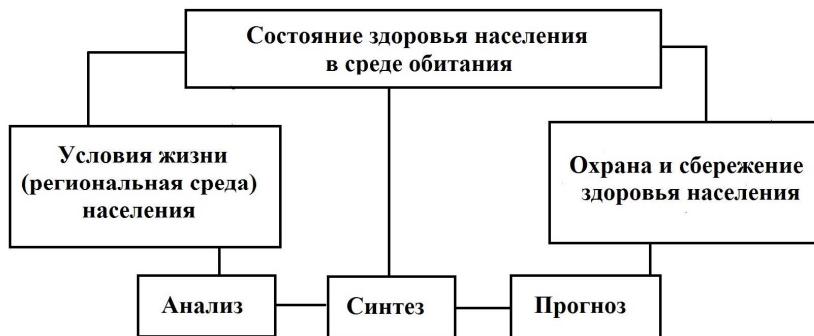 Состояние здоровья населения
в среде обитания
Условия жизни
(региональная среда)
населения
Охрана и сбережение
здоровья населения
Анализ
Синтез
Прогноз